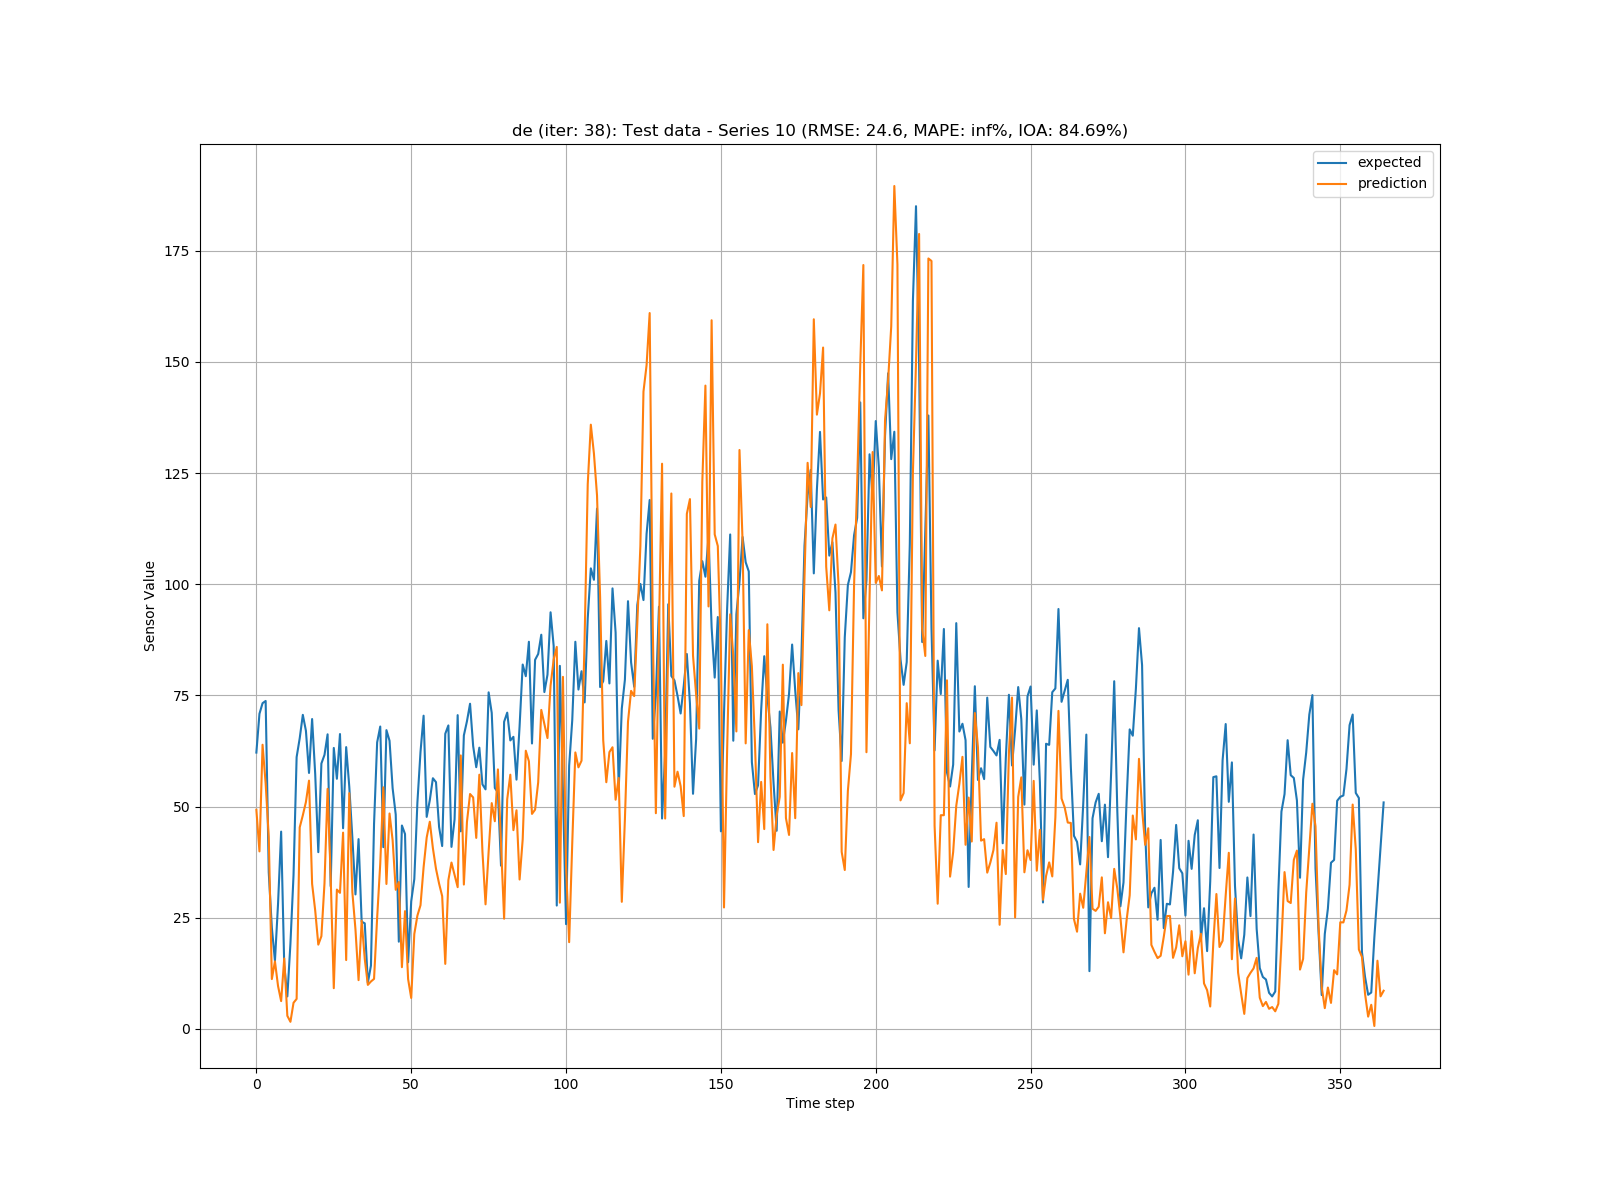 de (iter: 38): Test data - Series 10 (RMSE: 24.6, MAPE: inf%, IOA: 84.69%)
expected
prediction
175
150
125
100
75
50
25
0
Sensor Value
0 50 100 150 200 250 300 350
Time step